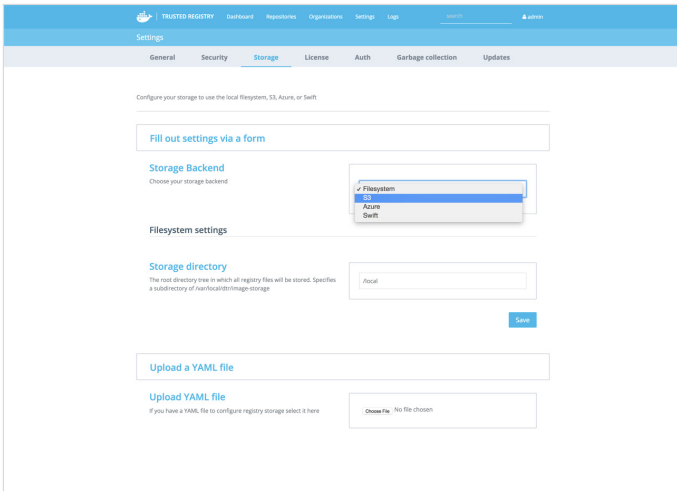 TRUSTED REGISTRY Dashboard Repositories Organizations Settings Logs Search admin
Settings
General Security Storage License Auth Garbage collection Updates
Configure your storage to use the local filesystem, S3, Azure, or Swift
Fill out settings via a form
Storage Backend
Choose your storage backend
✓ Filesystem
S3
Azure
Swift
Filesystem settings
Storage directory
The root directory tree in which all registry files will be stored. Specifies
a subdirectory of /var/local/dtr/image-storage
/local
Save
Upload a YAML file
Upload YAML file
If you have a YAML file to configure registry storage select it here
Choose File No file chosen